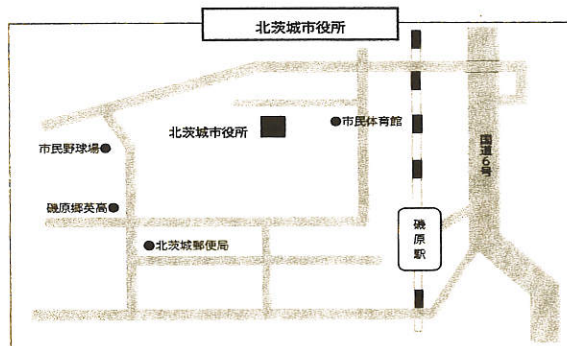 北茨城市役所
北茨城市役所
●市民体育館
市民野球場●
国道6号
磯原郷英高●
磯原駅
●北茨城郵便局